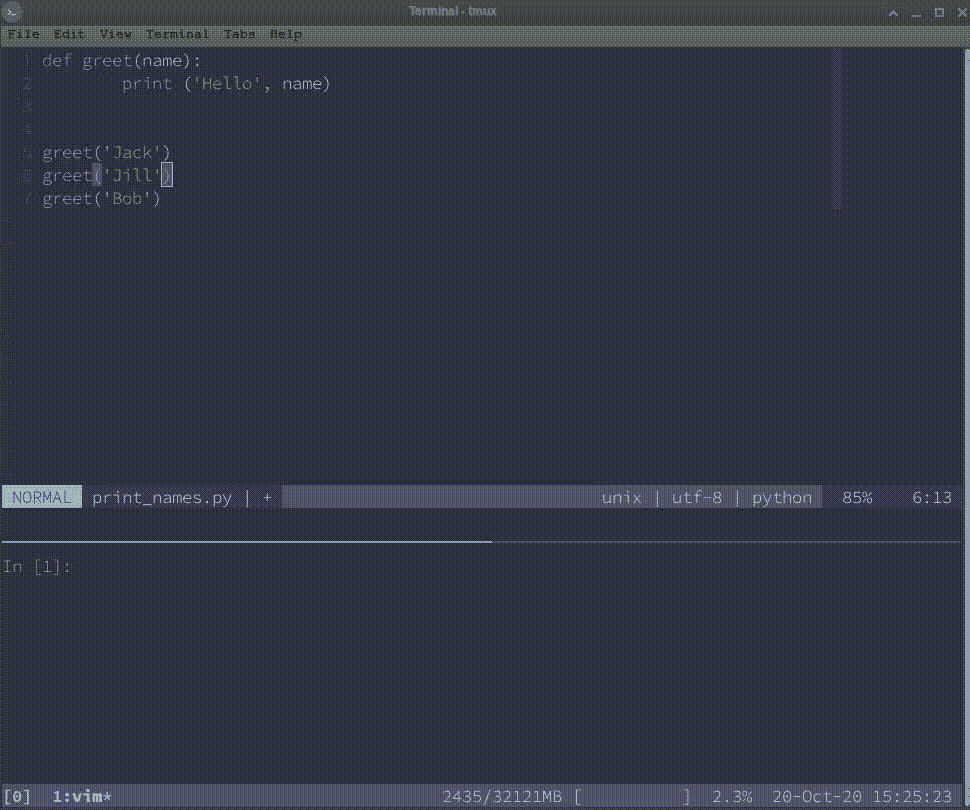 Terminal - tmux
File Edit View Terminal Tabs Help
1 def greet(name):
2         print ('Hello', name)
3
4
5 greet('Jack')
6 greet('Jill')
7 greet('Bob')
NORMAL print_names.py | + unix | utf-8 | python 85% 6:13
In [1]:
[0] 1:vim* 2435/32121MB [ ] 2.3% 20-Oct-20 15:25:23